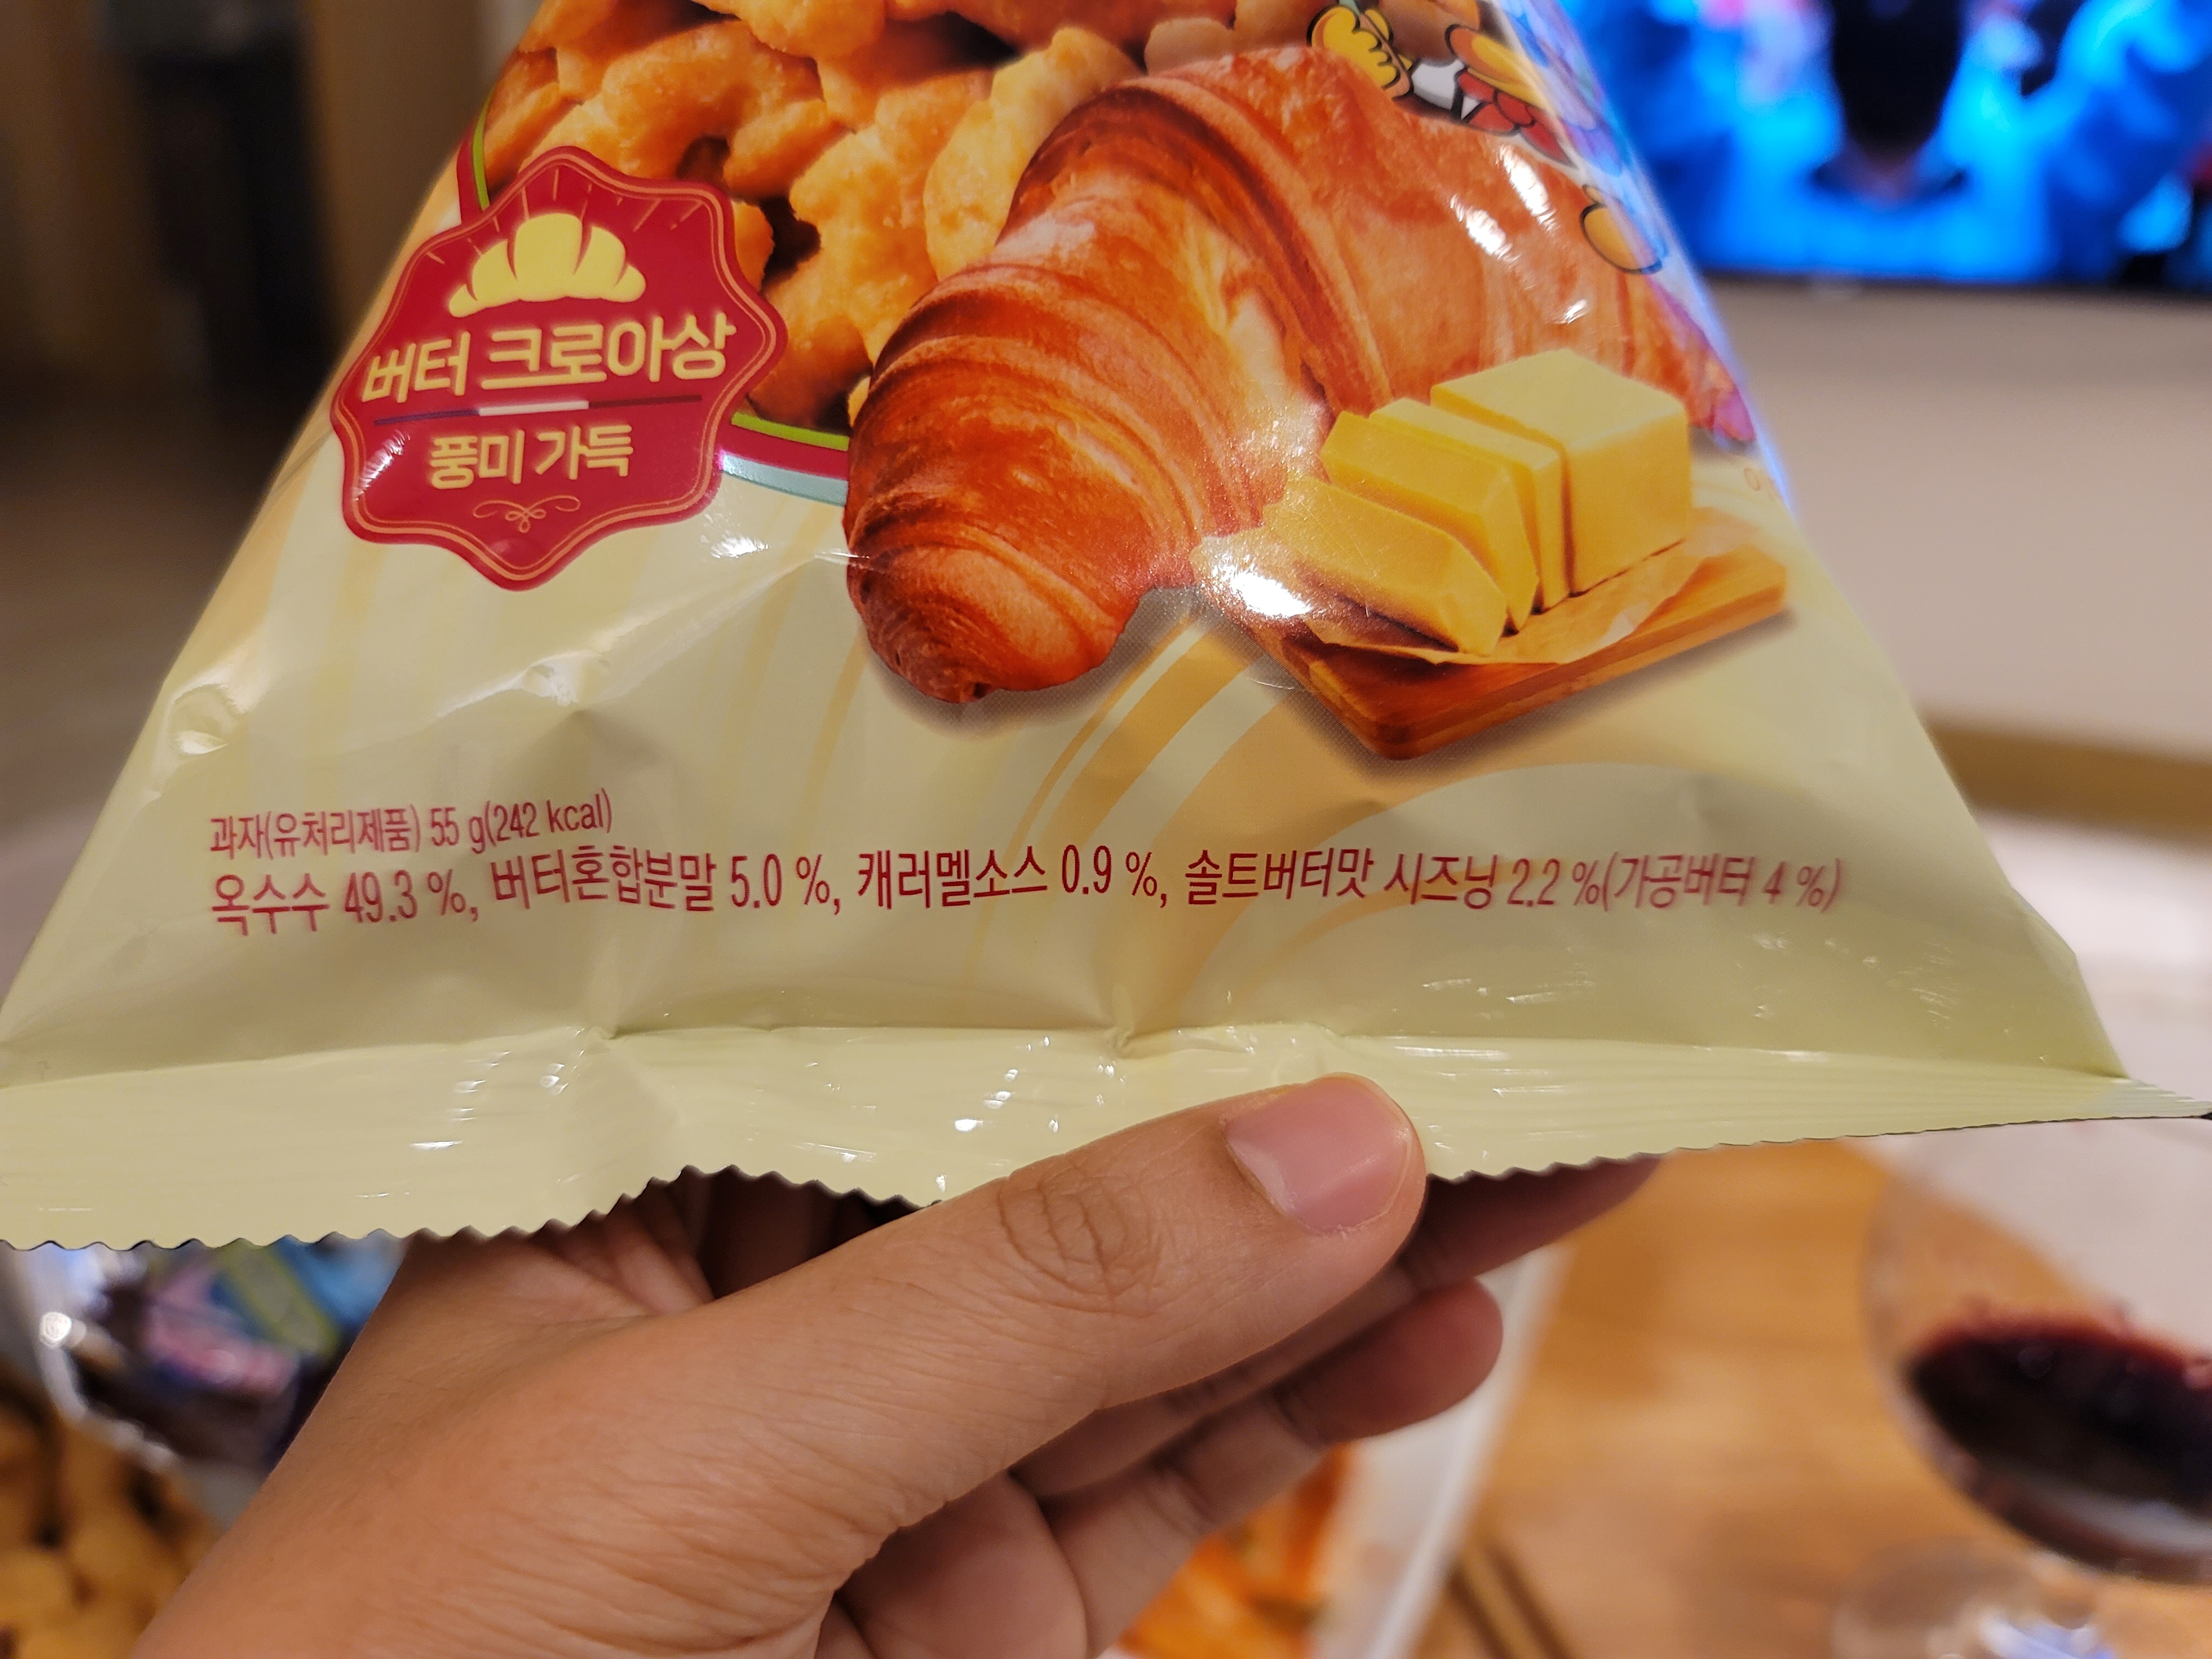 버터 크로아상
풍미 가득
과자(유처리제품) 55 g(242 kcal)
옥수수 49.3 %, 버터혼합분말 5.0 %, 캐러멜소스 0.9 %, 솔트버터맛 시즈닝 2.2 %(가공버터 4 %)